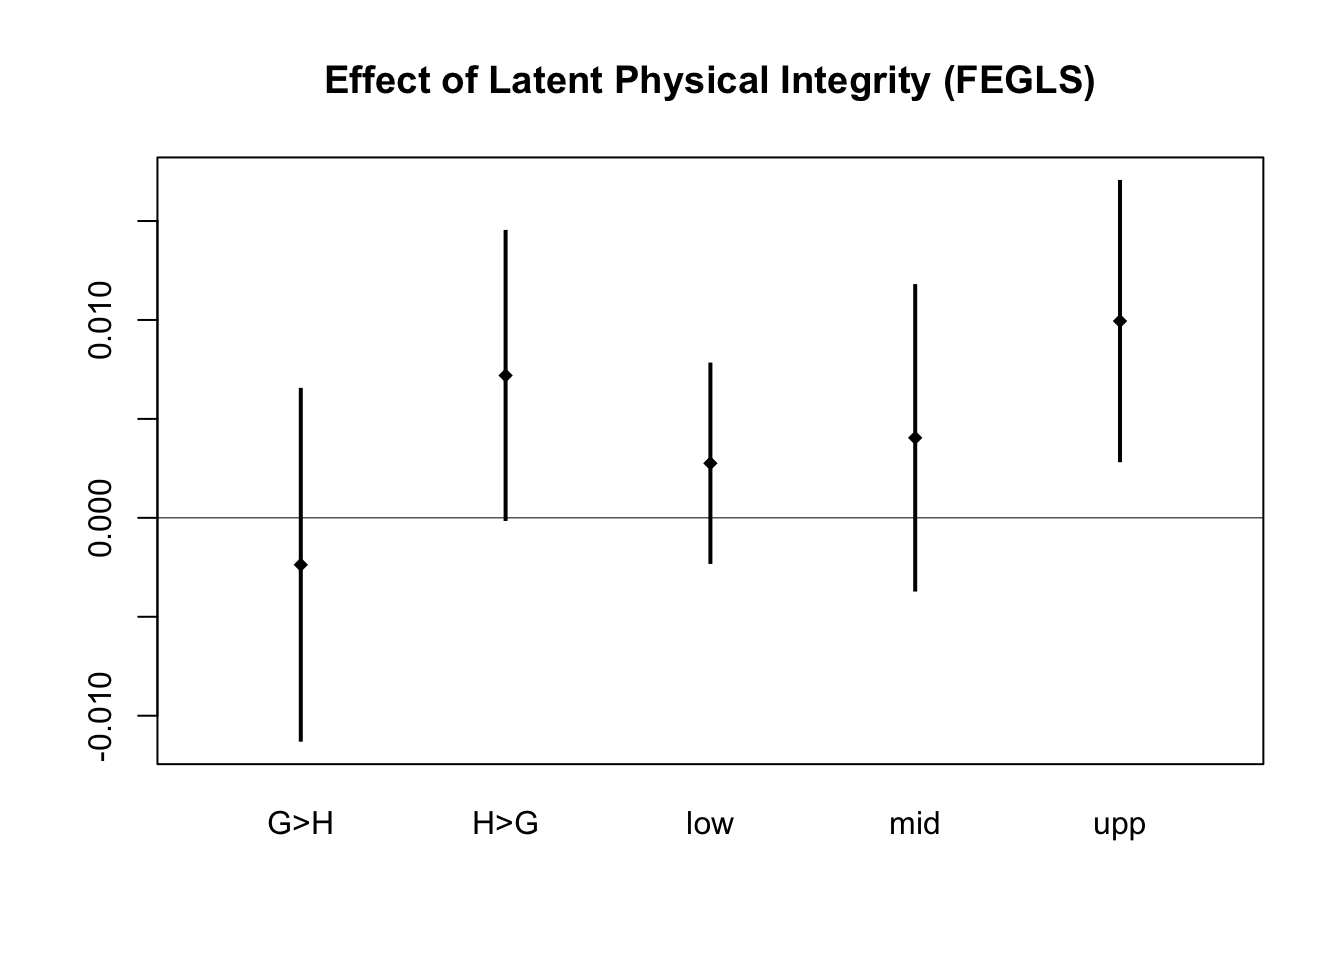 Effect of Latent Physical Integrity (FEGLS)
0.010
0.000
-0.010
G>H H>G low mid upp